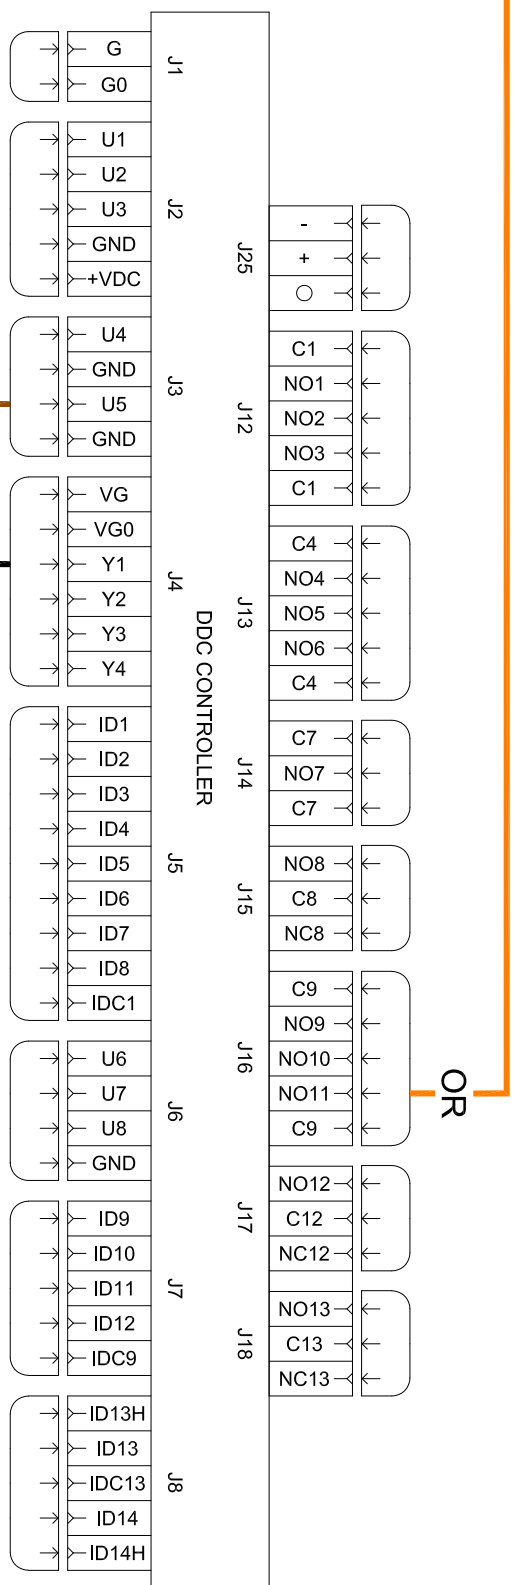 G
G0
J1
U1
U2
U3
GND
+VDC
J2
U4
GND
U5
GND
J3
VG
VG0
Y1
Y2
Y3
Y4
J4
ID1
ID2
ID3
ID4
ID5
ID6
ID7
ID8
IDC1
J5
U6
U7
U8
GND
J6
ID9
ID10
ID11
ID12
IDC9
J7
ID13H
ID13
IDC13
ID14
ID14H
J8
DDC CONTROLLER
J25
-
+
C1
NO1
NO2
NO3
C1
J12
C4
NO4
NO5
NO6
C4
J13
C7
NO7
C7
J14
NO8
C8
NC8
J15
C9
NO9
NO10
NO11
C9
J16
OR
NO12
C12
NC12
J17
NO13
C13
NC13
J18